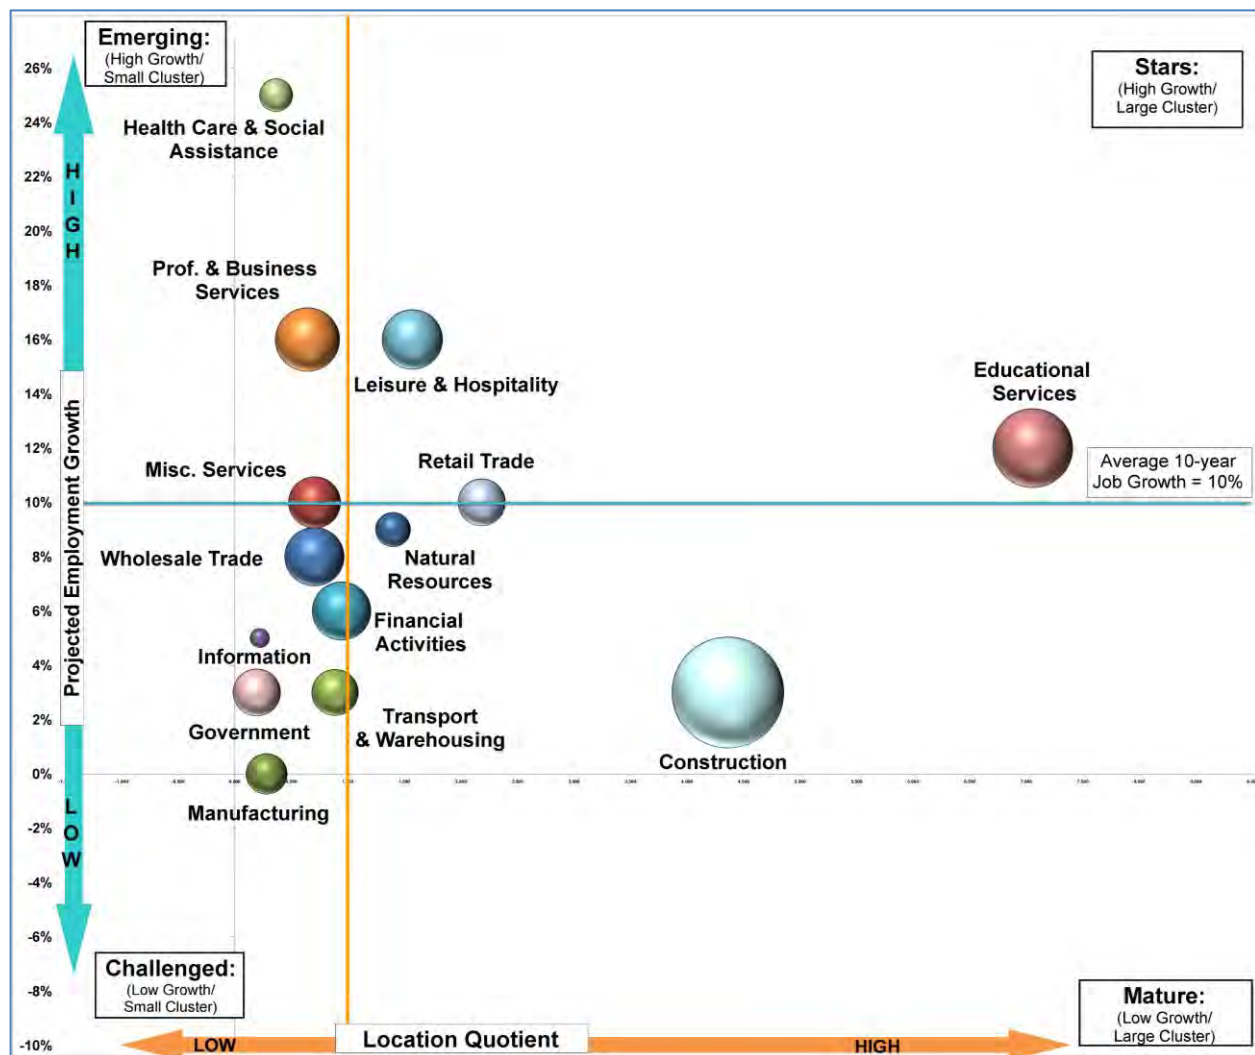 Emerging:
(High Growth/
Small Cluster)
Stars:
(High Growth/
Large Cluster)
26%
24%
22%
20%
18%
16%
14%
12%
10%
8%
6%
4%
2%
0%
-2%
-4%
-6%
-8%
-10%
HIGH
Projected Employment Growth
LOW
Health Care & Social
Assistance
Prof. & Business
Services
Leisure & Hospitality
Educational
Services
Misc. Services
Retail Trade
Average 10-year
Job Growth = 10%
Wholesale Trade
Natural
Resources
Financial
Activities
Information
Government
Transport
& Warehousing
Construction
Manufacturing
Challenged:
(Low Growth/
Small Cluster)
Mature:
(Low Growth/
Large Cluster)
LOW
Location Quotient
HIGH